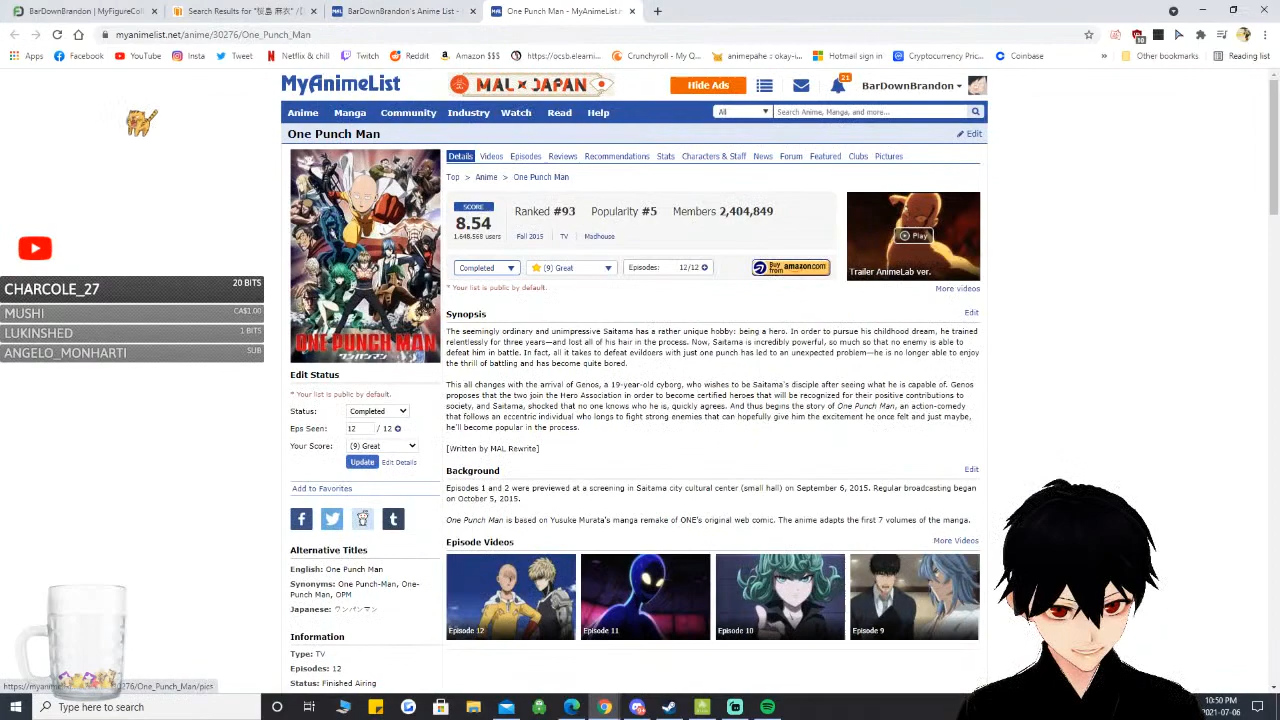 BarDownBrandon | MyFigureColl
BarDownBrandon's Anime List -
One Punch Man - MyAnimeList.n
myanimelist.net/anime/30276/One_Punch_Man
Apps Facebook YouTube Insta Tweet Netflix & chill Twitch Reddit Amazon $$$ https://ocsb.elearni... Crunchyroll - My Q... animepahe :: okay-i... Hotmail sign in Cryptocurrency Pric... Coinbase » Other bookmarks Reading list
MyAnimeList MAL x JAPAN Hide Ads 21 BarDownBrandon
Anime Manga Community Industry Watch Read Help All Search Anime, Manga, and more...
One Punch Man Edit
Details Videos Episodes Reviews Recommendations Stats Characters & Staff News Forum Featured Clubs Pictures
Top > Anime > One Punch Man
SCORE
8.54
1,648,568 users
Ranked #93 Popularity #5 Members 2,404,849
Fall 2015 TV Madhouse
Completed (9) Great Episodes: 12/12 Buy from amazon.com
* Your list is public by default.
Play
Trailer AnimeLab ver.
More videos
CHARCOLE_27 20 BITS
MUSHI CA$1.00
LUKINSHED 1 BITS
ANGELO_MONHARTI SUB
ONE PUNCH MAN
ワンパンマン
Synopsis Edit
The seemingly ordinary and unimpressive Saitama has a rather unique hobby: being a hero. In order to pursue his childhood dream, he trained
relentlessly for three years—and lost all of his hair in the process. Now, Saitama is incredibly powerful, so much so that no enemy is able to
defeat him in battle. In fact, all it takes to defeat evildoers with just one punch has led to an unexpected problem—he is no longer able to enjoy
the thrill of battling and has become quite bored.
This all changes with the arrival of Genos, a 19-year-old cyborg, who wishes to be Saitama's disciple after seeing what he is capable of. Genos
proposes that the two join the Hero Association in order to become certified heroes that will be recognized for their positive contributions to
society, and Saitama, shocked that no one knows who he is, quickly agrees. And thus begins the story of One Punch Man, an action-comedy
that follows an eccentric individual who longs to fight strong enemies that can hopefully give him the excitement he once felt and just maybe,
he'll become popular in the process.
[Written by MAL Rewrite]
Background Edit
Episodes 1 and 2 were previewed at a screening in Saitama city cultural center (small hall) on September 6, 2015. Regular broadcasting began
on October 5, 2015.
One Punch Man is based on Yusuke Murata's manga remake of ONE's original web comic. The anime adapts the first 7 volumes of the manga.
Episode Videos More Videos
Episode 12 Episode 11 Episode 10 Episode 9
Edit Status
* Your list is public by default.
Status: Completed
Eps Seen: 12 / 12
Your Score: (9) Great
Update Edit Details
Add to Favorites
Alternative Titles
English: One Punch Man
Synonyms: One Punch-Man, One-
Punch Man, OPM
Japanese: ワンパンマン
Information
Type: TV
Episodes: 12
Status: Finished Airing
Type here to search
10:50 PM
2021-07-06